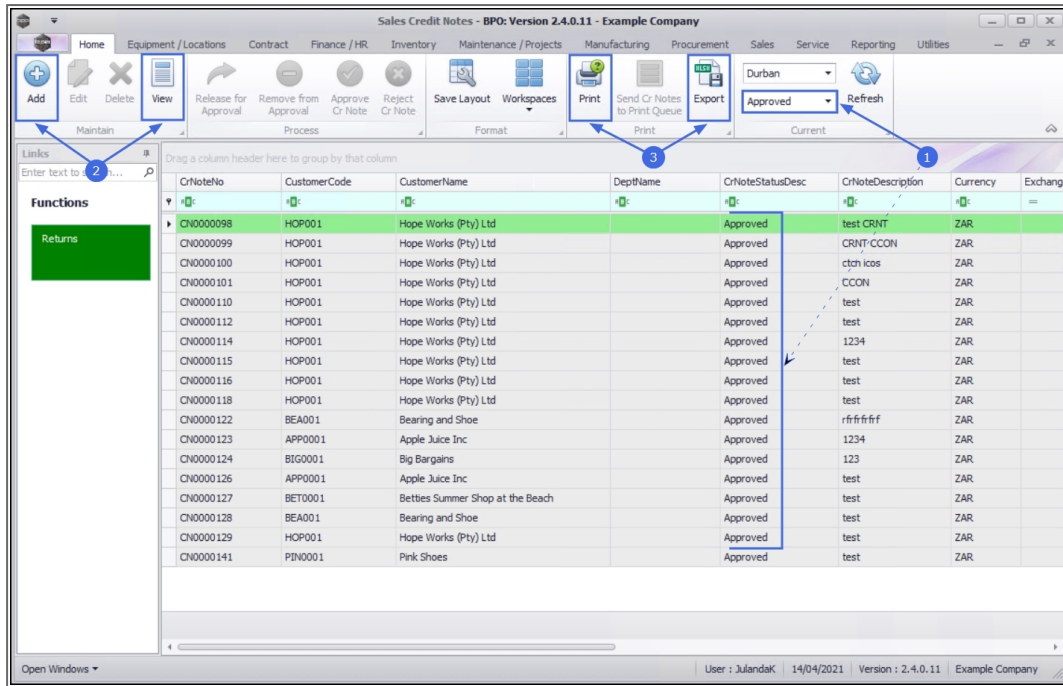 Sales Credit Notes - BPO: Version 2.4.0.11 - Example Company
Home Equipment / Locations Contract Finance / HR Inventory Maintenance / Projects Manufacturing Procurement Sales Service Reporting Utilities
Add Edit Delete View Release for Approval Remove from Approval Approve Cr Note Reject Cr Note Save Layout Workspaces Print Send Cr Notes to Print Queue Export Durban Approved Refresh
Maintain Process Format Print Current
2 3 1
Links
Enter text to s
Functions
Returns
Drag a column header here to group by that column
CrNoteNo CustomerCode CustomerName DeptName CrNoteStatusDesc CrNoteDescription Currency Exchang
CN0000098 HOP001 Hope Works (Pty) Ltd Approved test CRNT ZAR
CN0000099 HOP001 Hope Works (Pty) Ltd Approved CRNT CCON ZAR
CN0000100 HOP001 Hope Works (Pty) Ltd Approved ctcn icos ZAR
CN0000101 HOP001 Hope Works (Pty) Ltd Approved CCON ZAR
CN0000110 HOP001 Hope Works (Pty) Ltd Approved test ZAR
CN0000112 HOP001 Hope Works (Pty) Ltd Approved test ZAR
CN0000114 HOP001 Hope Works (Pty) Ltd Approved 1234 ZAR
CN0000115 HOP001 Hope Works (Pty) Ltd Approved test ZAR
CN0000116 HOP001 Hope Works (Pty) Ltd Approved test ZAR
CN0000118 HOP001 Hope Works (Pty) Ltd Approved test ZAR
CN0000122 BEA001 Bearing and Shoe Approved rfrfrfrfrf ZAR
CN0000123 APP0001 Apple Juice Inc Approved 1234 ZAR
CN0000124 BIG0001 Big Bargains Approved 123 ZAR
CN0000126 APP0001 Apple Juice Inc Approved test ZAR
CN0000127 BET0001 Betties Summer Shop at the Beach Approved test ZAR
CN0000128 BEA001 Bearing and Shoe Approved test ZAR
CN0000129 HOP001 Hope Works (Pty) Ltd Approved test ZAR
CN0000141 PIN0001 Pink Shoes Approved test ZAR
Open Windows User : JulandaK 14/04/2021 Version : 2.4.0.11 Example Company